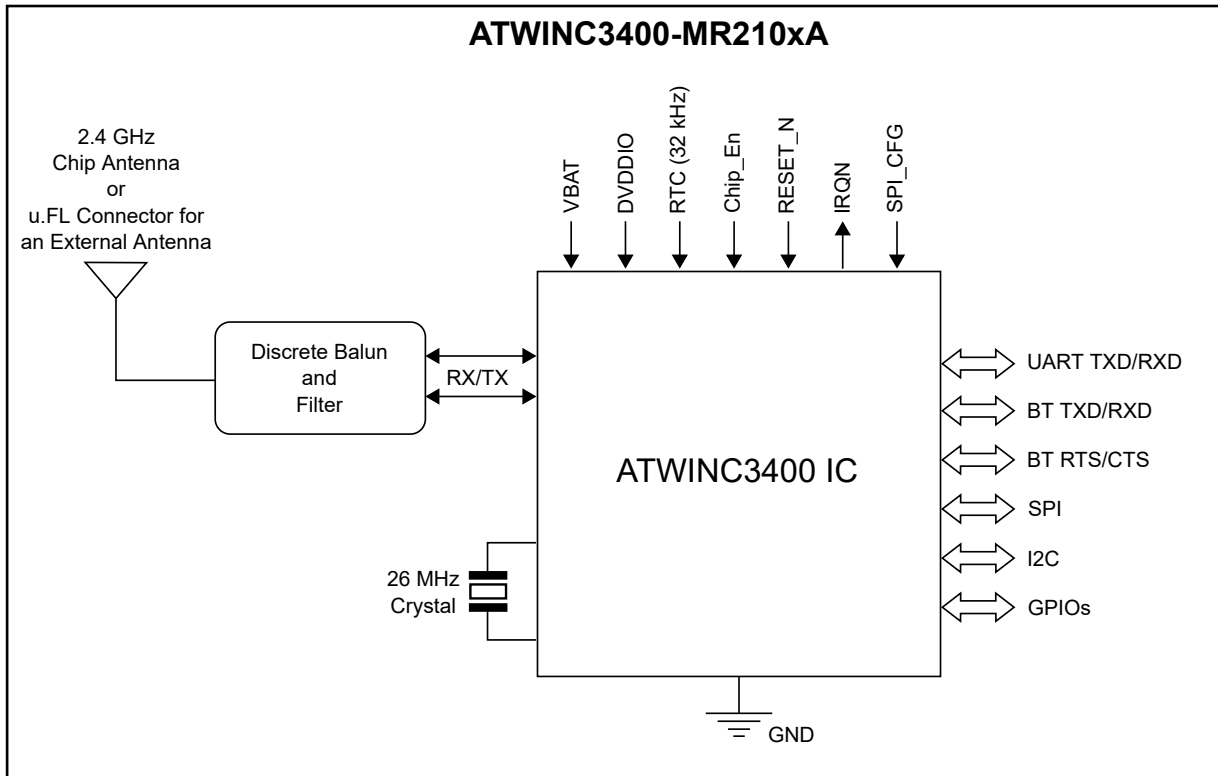 ATWINC3400-MR210xA
2.4 GHz
Chip Antenna
or
u.FL Connector for
an External Antenna
VBAT
DVDDIO
RTC (32 kHz)
Chip_En
RESET_N
IRQN
SPI_CFG
Discrete Balun
and
Filter
RX/TX
ATWINC3400 IC
UART TXD/RXD
BT TXD/RXD
BT RTS/CTS
SPI
I2C
GPIOs
26 MHz
Crystal
GND